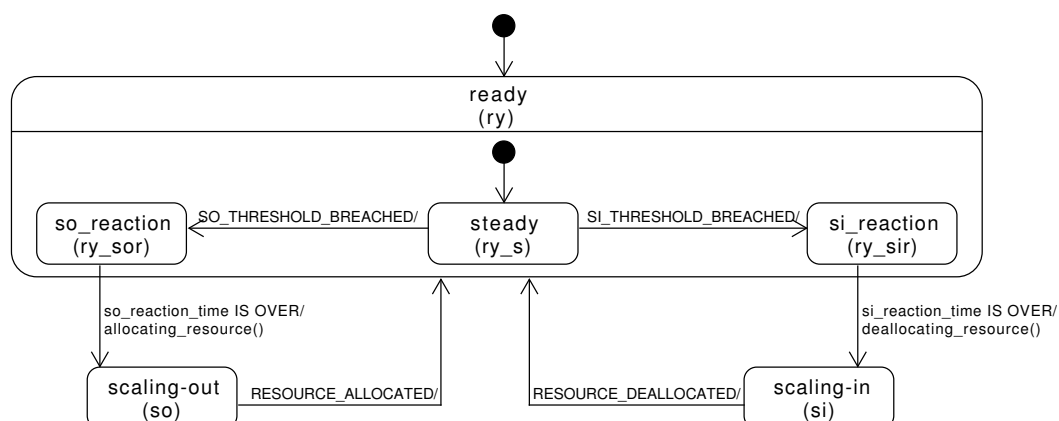 ready
(ry)
so_reaction
(ry_sor)
SO_THRESHOLD_BREACHED/
steady
(ry_s)
SI_THRESHOLD_BREACHED/
si_reaction
(ry_sir)
so_reaction_time IS OVER/
allocating_resource()
si_reaction_time IS OVER/
deallocating_resource()
scaling-out
(so)
RESOURCE_ALLOCATED/
RESOURCE_DEALLOCATED/
scaling-in
(si)